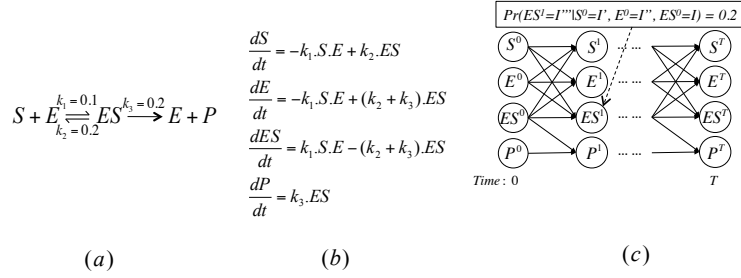 Pr(ES¹=I'''|S⁰=I', E⁰=I'', ES⁰=I) = 0.2
S + E ⇌ ES → E + P
k₁ = 0.1
k₂ = 0.2
k₃ = 0.2
dS/dt = −k₁.S.E + k₂.ES
dE/dt = −k₁.S.E + (k₂ + k₃).ES
dES/dt = k₁.S.E − (k₂ + k₃).ES
dP/dt = k₃.ES
S⁰ S¹ ... ... Sᵀ
E⁰ E¹ ... ... Eᵀ
ES⁰ ES¹ ... ... ESᵀ
P⁰ P¹ ... ... Pᵀ
Time : 0 T
(a) (b) (c)